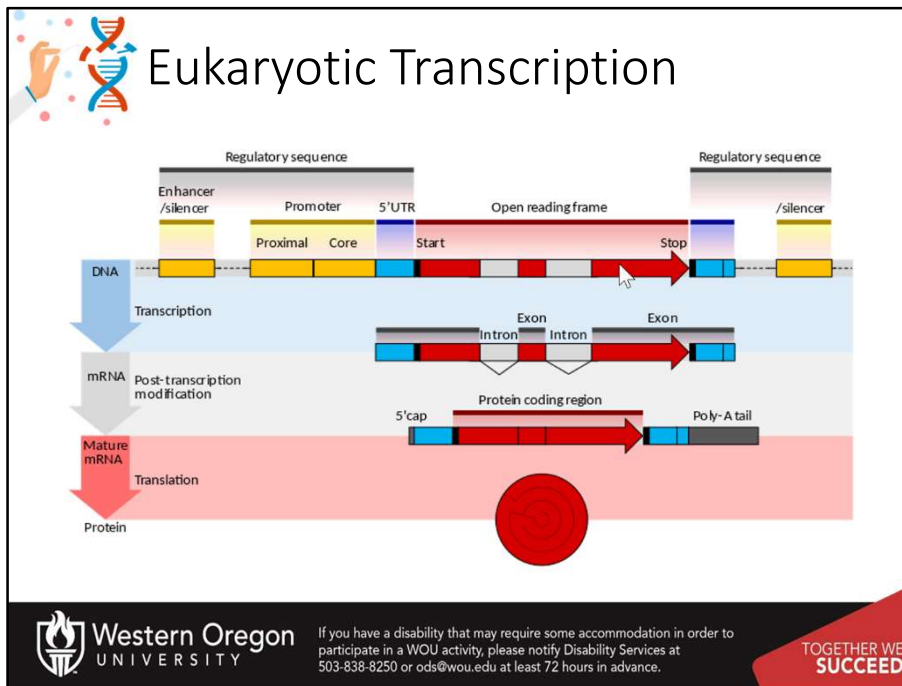 Eukaryotic Transcription
Regulatory sequence
Regulatory sequence
Enhancer
/silencer
Promoter
5'UTR
Open reading frame
/silencer
Proximal
Core
Start
Stop
DNA
Transcription
Intron
Exon
Intron
Exon
mRNA
Post-transcription
modification
Protein coding region
5'cap
Poly-A tail
Mature
mRNA
Translation
Protein
Western Oregon
UNIVERSITY
If you have a disability that may require some accommodation in order to
participate in a WOU activity, please notify Disability Services at
503-838-8250 or ods@wou.edu at least 72 hours in advance.
TOGETHER WE
SUCCEED